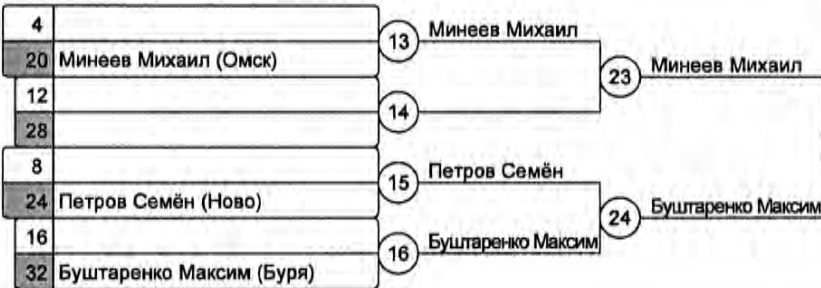 4
13 Минеев Михаил
20 Минеев Михаил (Омск)
23 Минеев Михаил
12
14
28
8
15 Петров Семён
24 Петров Семён (Ново)
24 Буштаренко Максим
16
16 Буштаренко Максим
32 Буштаренко Максим (Буря)